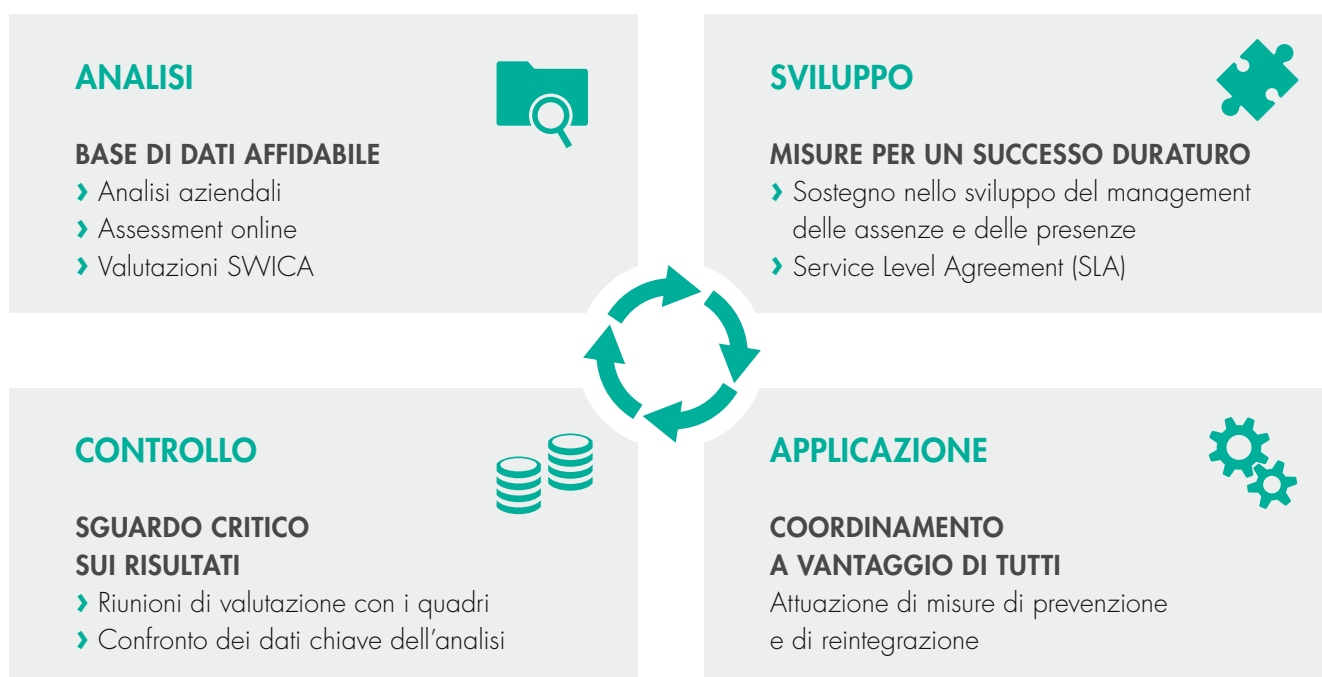 ANALISI
BASE DI DATI AFFIDABILE
› Analisi aziendali
› Assessment online
› Valutazioni SWICA
SVILUPPO
MISURE PER UN SUCCESSO DURATURO
› Sostegno nello sviluppo del management
delle assenze e delle presenze
› Service Level Agreement (SLA)
CONTROLLO
SGUARDO CRITICO
SUI RISULTATI
› Riunioni di valutazione con i quadri
› Confronto dei dati chiave dell’analisi
APPLICAZIONE
COORDINAMENTO
A VANTAGGIO DI TUTTI
Attuazione di misure di prevenzione
e di reintegrazione